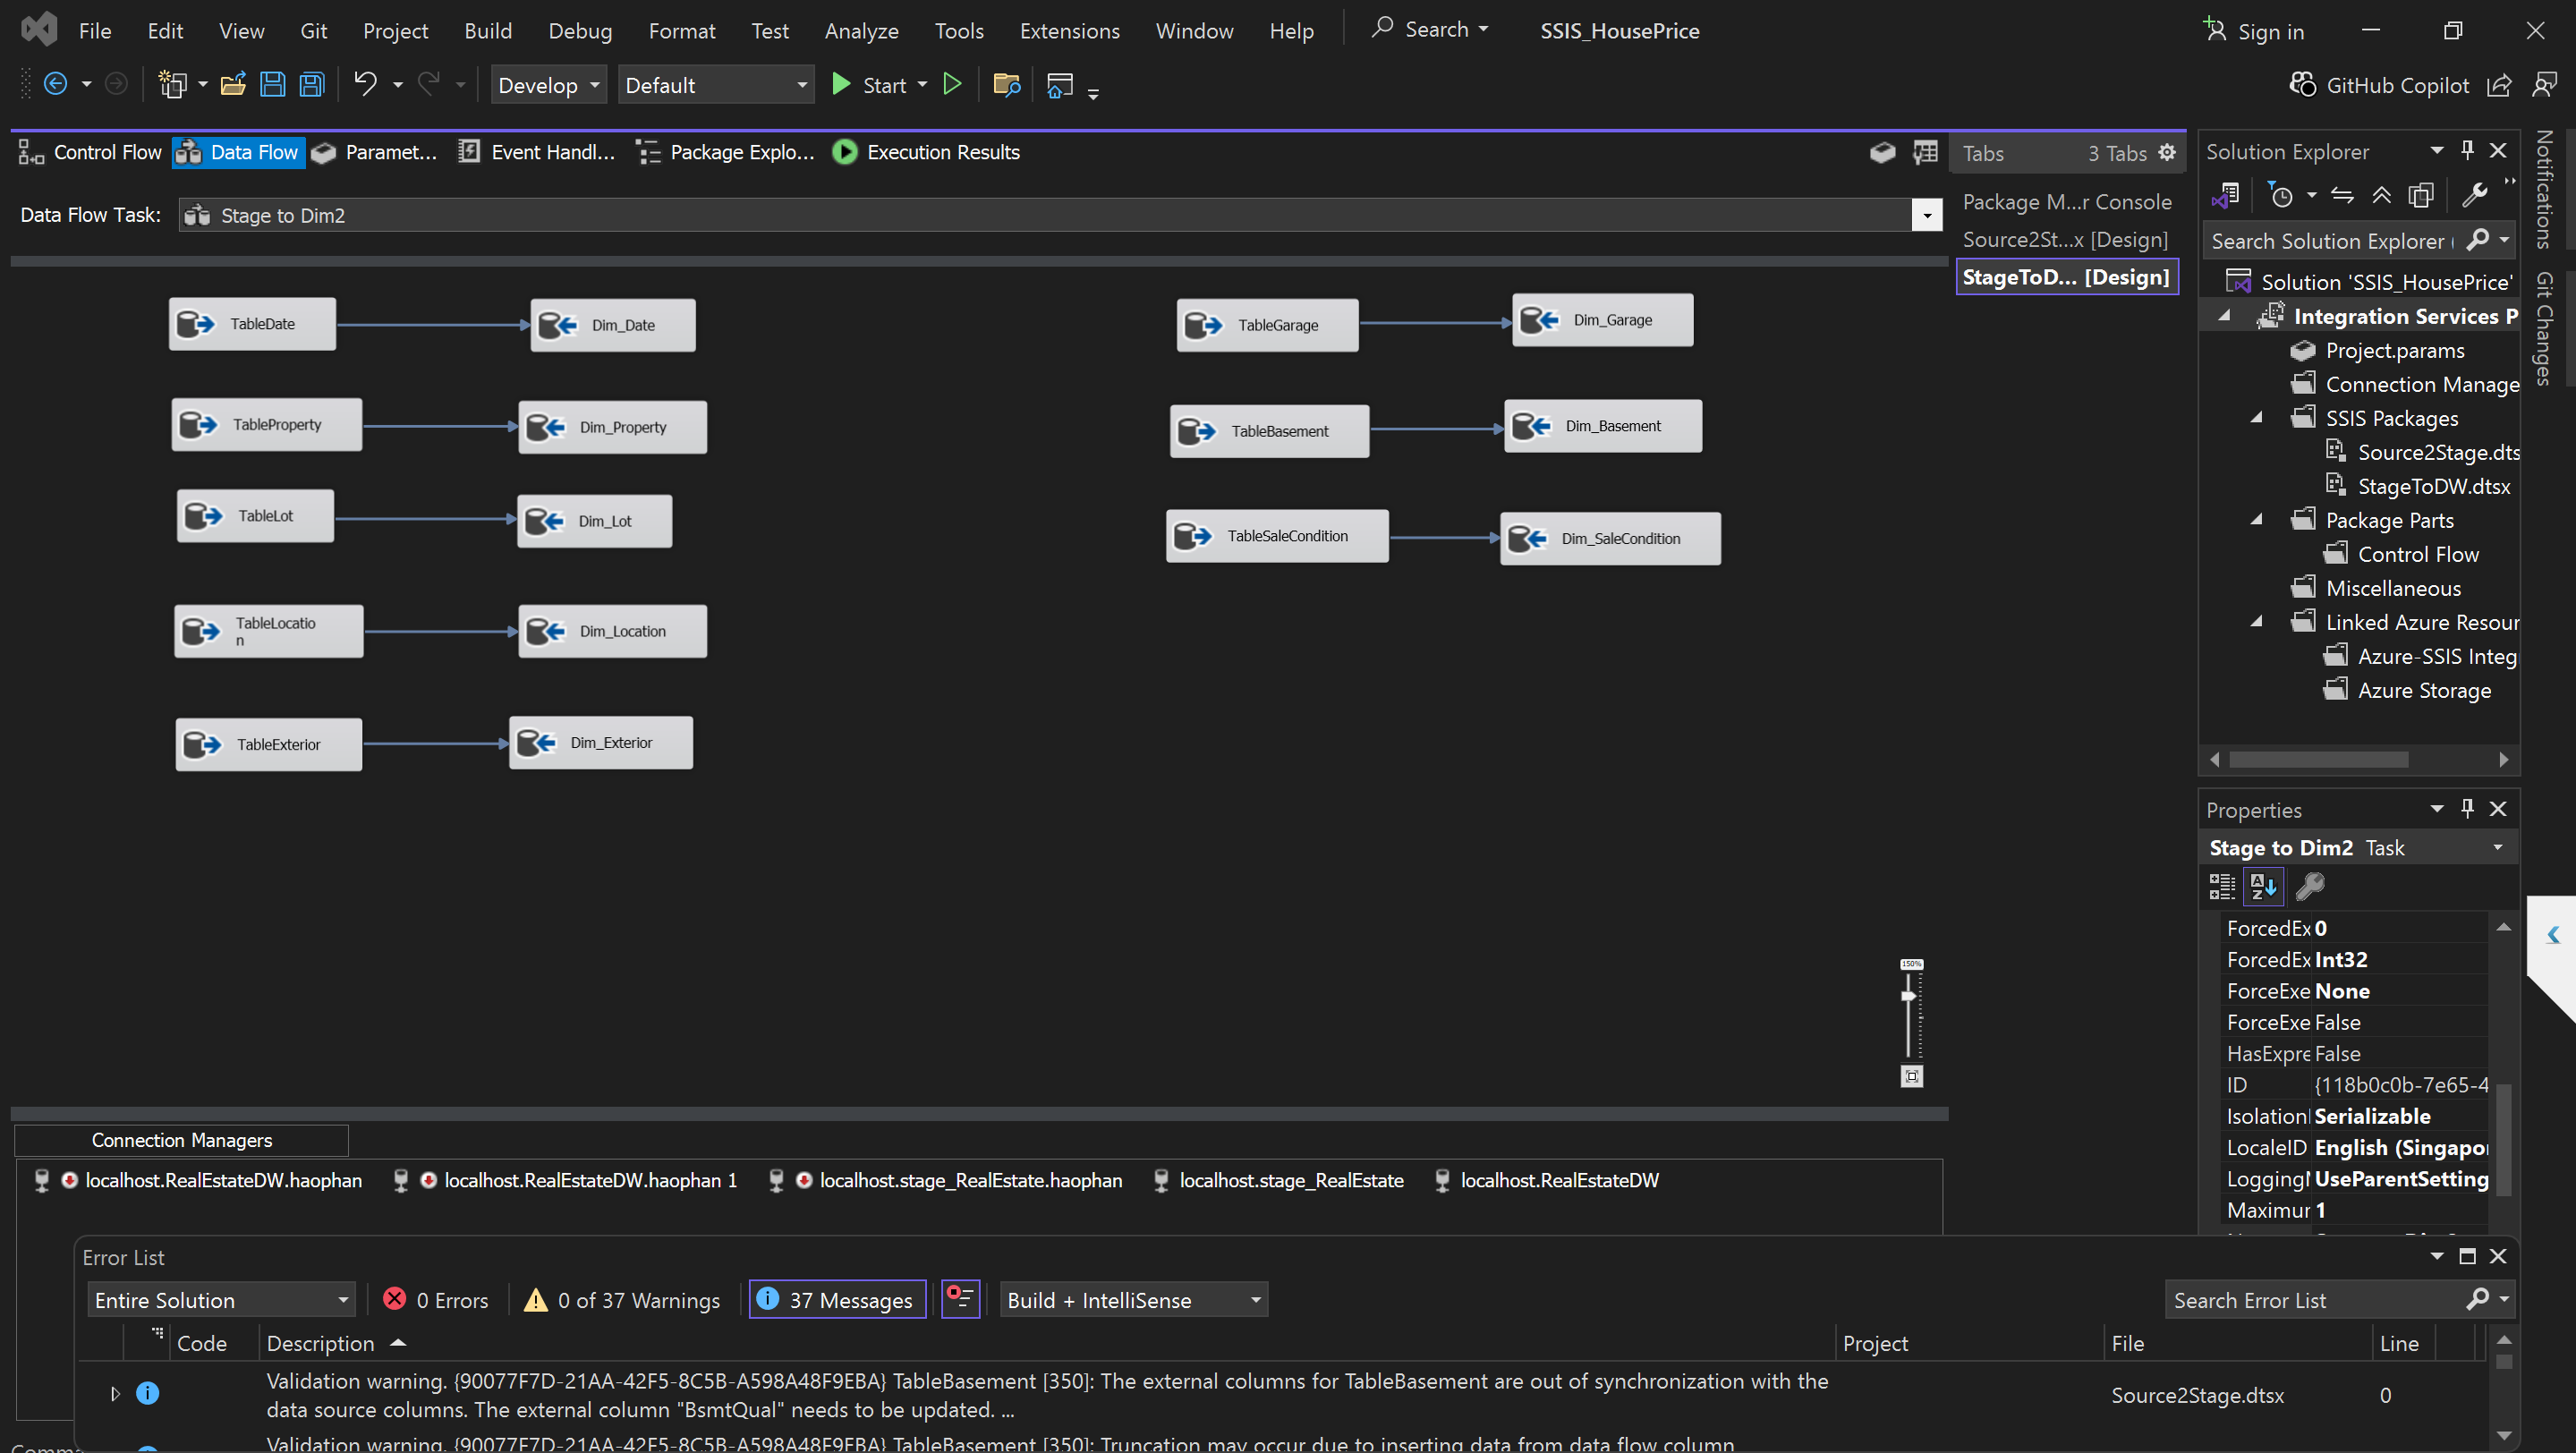 File Edit View Git Project Build Debug Format Test Analyze Tools Extensions Window Help Search SSIS_HousePrice Sign in
Develop Default Start GitHub Copilot
Control Flow Data Flow Paramet... Event Handl... Package Explo... Execution Results
Data Flow Task: Stage to Dim2
TableDate Dim_Date
TableProperty Dim_Property
TableLot Dim_Lot
TableLocatio
n
Dim_Location
TableExterior Dim_Exterior
TableGarage Dim_Garage
TableBasement Dim_Basement
TableSaleCondition Dim_SaleCondition
150%
Tabs 3 Tabs
Package M...r Console
Source2St...x [Design]
StageToD... [Design]
Solution Explorer
Search Solution Explorer (
Solution 'SSIS_HousePrice'
Integration Services P
Project.params
Connection Manage
SSIS Packages
Source2Stage.dts
StageToDW.dtsx
Package Parts
Control Flow
Miscellaneous
Linked Azure Resour
Azure-SSIS Integ
Azure Storage
Notifications
Git Changes
Properties
Stage to Dim2 Task
ForcedEx 0
ForcedEx Int32
ForceExe None
ForceExe False
HasExpre False
ID {118b0c0b-7e65-4
Isolation Serializable
LocaleID English (Singapor
Logging UseParentSetting
Maximur 1
Connection Managers
localhost.RealEstateDW.haophan localhost.RealEstateDW.haophan 1 localhost.stage_RealEstate.haophan localhost.stage_RealEstate localhost.RealEstateDW
Error List
Entire Solution 0 Errors 0 of 37 Warnings 37 Messages Build + IntelliSense Search Error List
Code Description Project File Line
Validation warning. {90077F7D-21AA-42F5-8C5B-A598A48F9EBA} TableBasement [350]: The external columns for TableBasement are out of synchronization with the
data source columns. The external column "BsmtQual" needs to be updated. ...
Source2Stage.dtsx 0
Validation warning. {90077F7D-21AA-42F5-8C5B-A598A48F9EBA} TableBasement [350]: Truncation may occur due to inserting data from data flow column